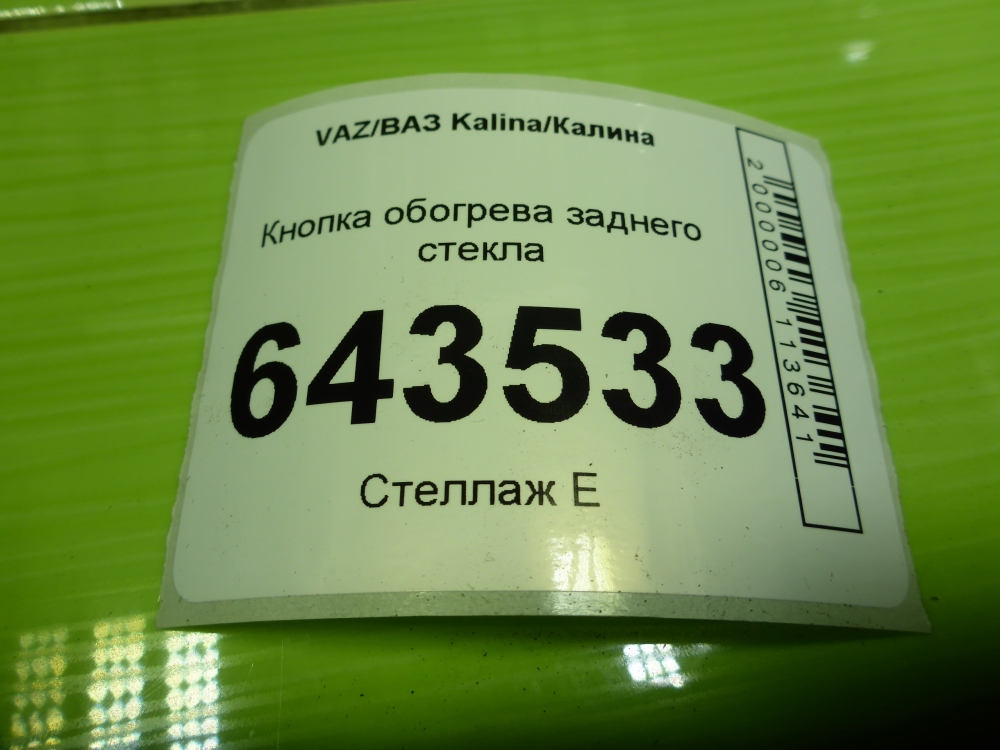 VAZ/ВАЗ Kalina/Калина
Кнопка обогрева заднего
стекла
643533
Стеллаж Е
2000006113641